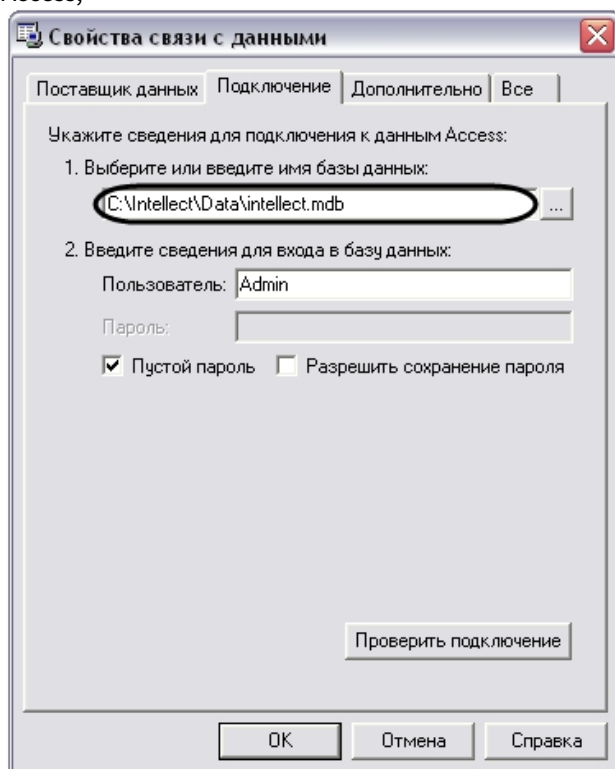 Access;
Свойства связи с данными
Поставщик данных Подключение Дополнительно Все
Укажите сведения для подключения к данным Access:
1. Выберите или введите имя базы данных:
C:\Intellect\Data\intellect.mdb ...
2. Введите сведения для входа в базу данных:
Пользователь: Admin
Пароль:
Пустой пароль Разрешить сохранение пароля
Проверить подключение
OK Отмена Справка